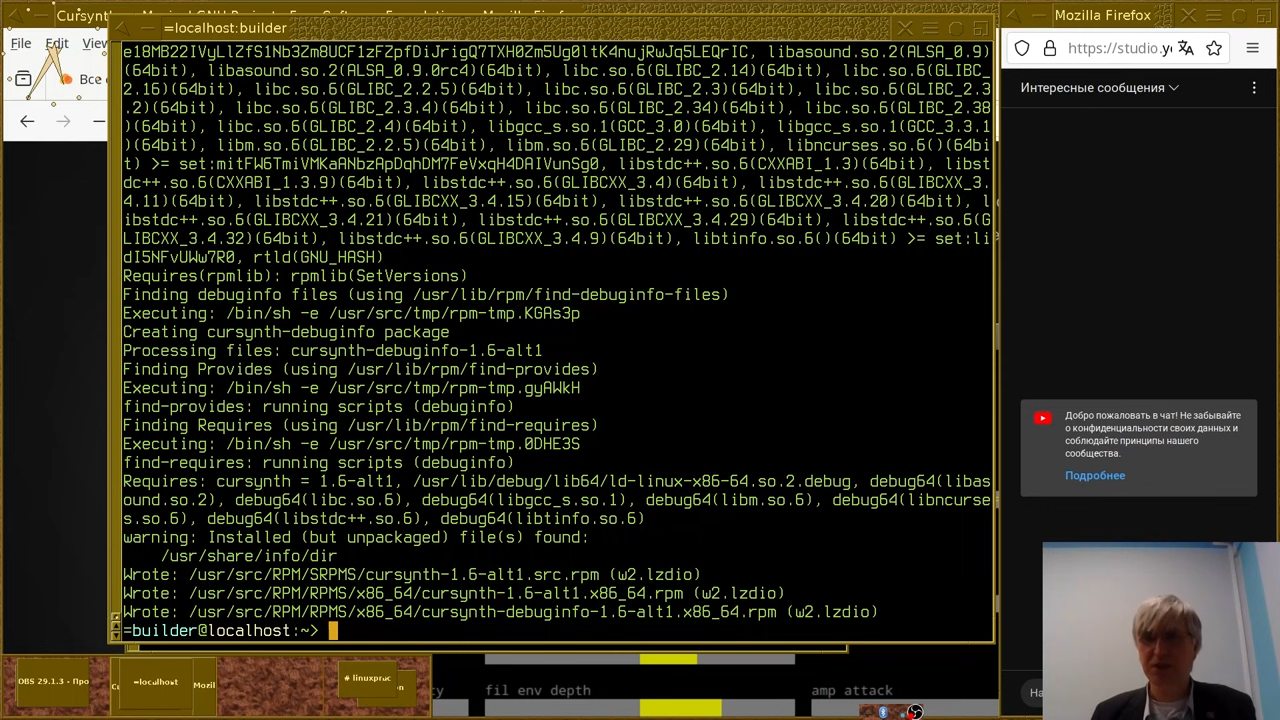 Cursynth – Musical GNU Project – Free Software Foundation
=localhost:builder
Mozilla Firefox
File Edit View
https://studio.y
Все
Интересные сообщения
e18MB22IVyLlZfS1Nb3Zm8UCF1zFZpfDiJrigQ7TXH0Zm5Ug0ltK4nujRwJq5LEQrIC, libasound.so.2(ALSA_0.9)
(64bit), libasound.so.2(ALSA_0.9.0rc4)(64bit), libc.so.6(GLIBC_2.14)(64bit), libc.so.6(GLIBC_
2.16)(64bit), libc.so.6(GLIBC_2.2.5)(64bit), libc.so.6(GLIBC_2.3)(64bit), libc.so.6(GLIBC_2.3
.2)(64bit), libc.so.6(GLIBC_2.3.4)(64bit), libc.so.6(GLIBC_2.34)(64bit), libc.so.6(GLIBC_2.38
)(64bit), libc.so.6(GLIBC_2.4)(64bit), libgcc_s.so.1(GCC_3.0)(64bit), libgcc_s.so.1(GCC_3.3.1
)(64bit), libm.so.6(GLIBC_2.2.5)(64bit), libm.so.6(GLIBC_2.29)(64bit), libncurses.so.6()(64bi
t) >= set:mitFW6TmiVMKaANbzApDqhDM7FeVxqH4DAIVunSg0, libstdc++.so.6(CXXABI_1.3)(64bit), libst
dc++.so.6(CXXABI_1.3.9)(64bit), libstdc++.so.6(GLIBCXX_3.4)(64bit), libstdc++.so.6(GLIBCXX_3.
4.11)(64bit), libstdc++.so.6(GLIBCXX_3.4.15)(64bit), libstdc++.so.6(GLIBCXX_3.4.20)(64bit), l
ibstdc++.so.6(GLIBCXX_3.4.21)(64bit), libstdc++.so.6(GLIBCXX_3.4.29)(64bit), libstdc++.so.6(G
LIBCXX_3.4.32)(64bit), libstdc++.so.6(GLIBCXX_3.4.9)(64bit), libtinfo.so.6()(64bit) >= set:li
dI5NFvUWw7R0, rtld(GNU_HASH)
Requires(rpmlib): rpmlib(SetVersions)
Finding debuginfo files (using /usr/lib/rpm/find-debuginfo-files)
Executing: /bin/sh -e /usr/src/tmp/rpm-tmp.KGAs3p
Creating cursynth-debuginfo package
Processing files: cursynth-debuginfo-1.6-alt1
Finding Provides (using /usr/lib/rpm/find-provides)
Executing: /bin/sh -e /usr/src/tmp/rpm-tmp.gyAWkH
find-provides: running scripts (debuginfo)
Finding Requires (using /usr/lib/rpm/find-requires)
Executing: /bin/sh -e /usr/src/tmp/rpm-tmp.0DHE3S
find-requires: running scripts (debuginfo)
Requires: cursynth = 1.6-alt1, /usr/lib/debug/lib64/ld-linux-x86-64.so.2.debug, debug64(libas
ound.so.2), debug64(libc.so.6), debug64(libgcc_s.so.1), debug64(libm.so.6), debug64(libncurse
s.so.6), debug64(libstdc++.so.6), debug64(libtinfo.so.6)
warning: Installed (but unpackaged) file(s) found:
/usr/share/info/dir
Wrote: /usr/src/RPM/SRPMS/cursynth-1.6-alt1.src.rpm (w2.lzdio)
Wrote: /usr/src/RPM/RPMS/x86_64/cursynth-1.6-alt1.x86_64.rpm (w2.lzdio)
Wrote: /usr/src/RPM/RPMS/x86_64/cursynth-debuginfo-1.6-alt1.x86_64.rpm (w2.lzdio)
=builder@localhost:~>
Добро пожаловать в чат! Не забывайте
о конфиденциальности своих данных и
соблюдайте принципы нашего
сообщества.
Подробнее
На
OBS 29.1.3 - Про
Cu
=localhost
Mozil
# linuxprac
on
ty
fil env depth
amp attack